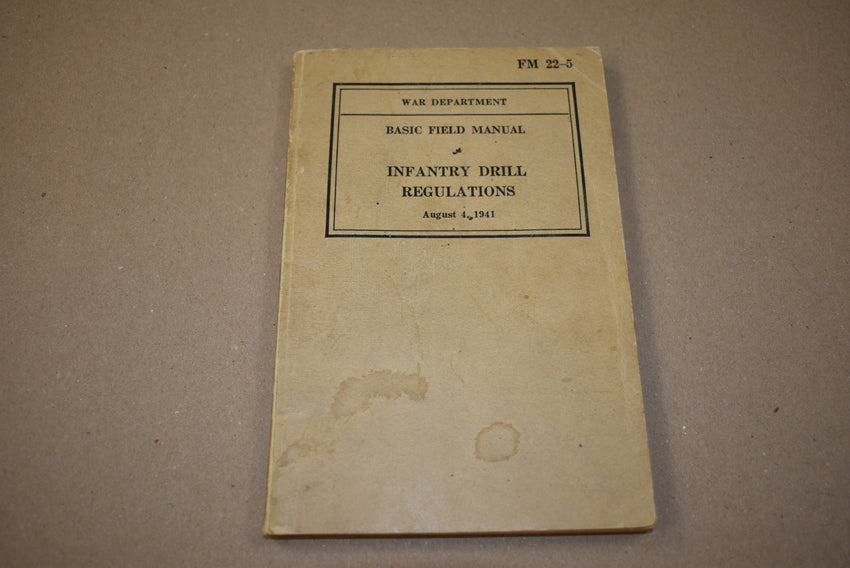 FM 22-5
WAR DEPARTMENT
BASIC FIELD MANUAL
INFANTRY DRILL
REGULATIONS
August 4, 1941